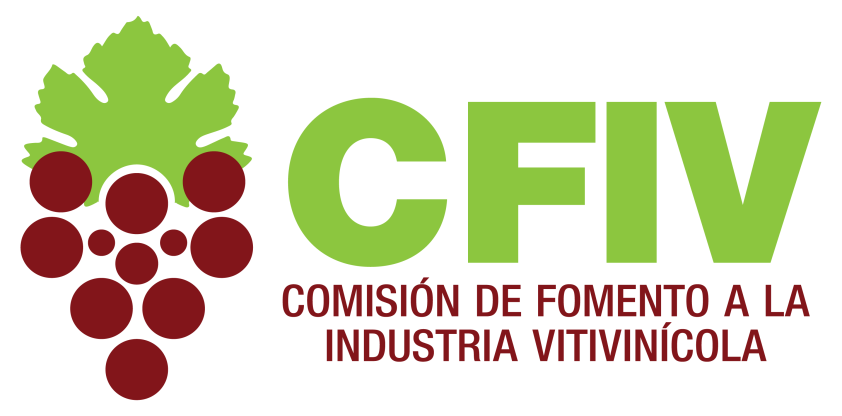 CFIV
COMISIÓN DE FOMENTO A LA
INDUSTRIA VITIVINÍCOLA